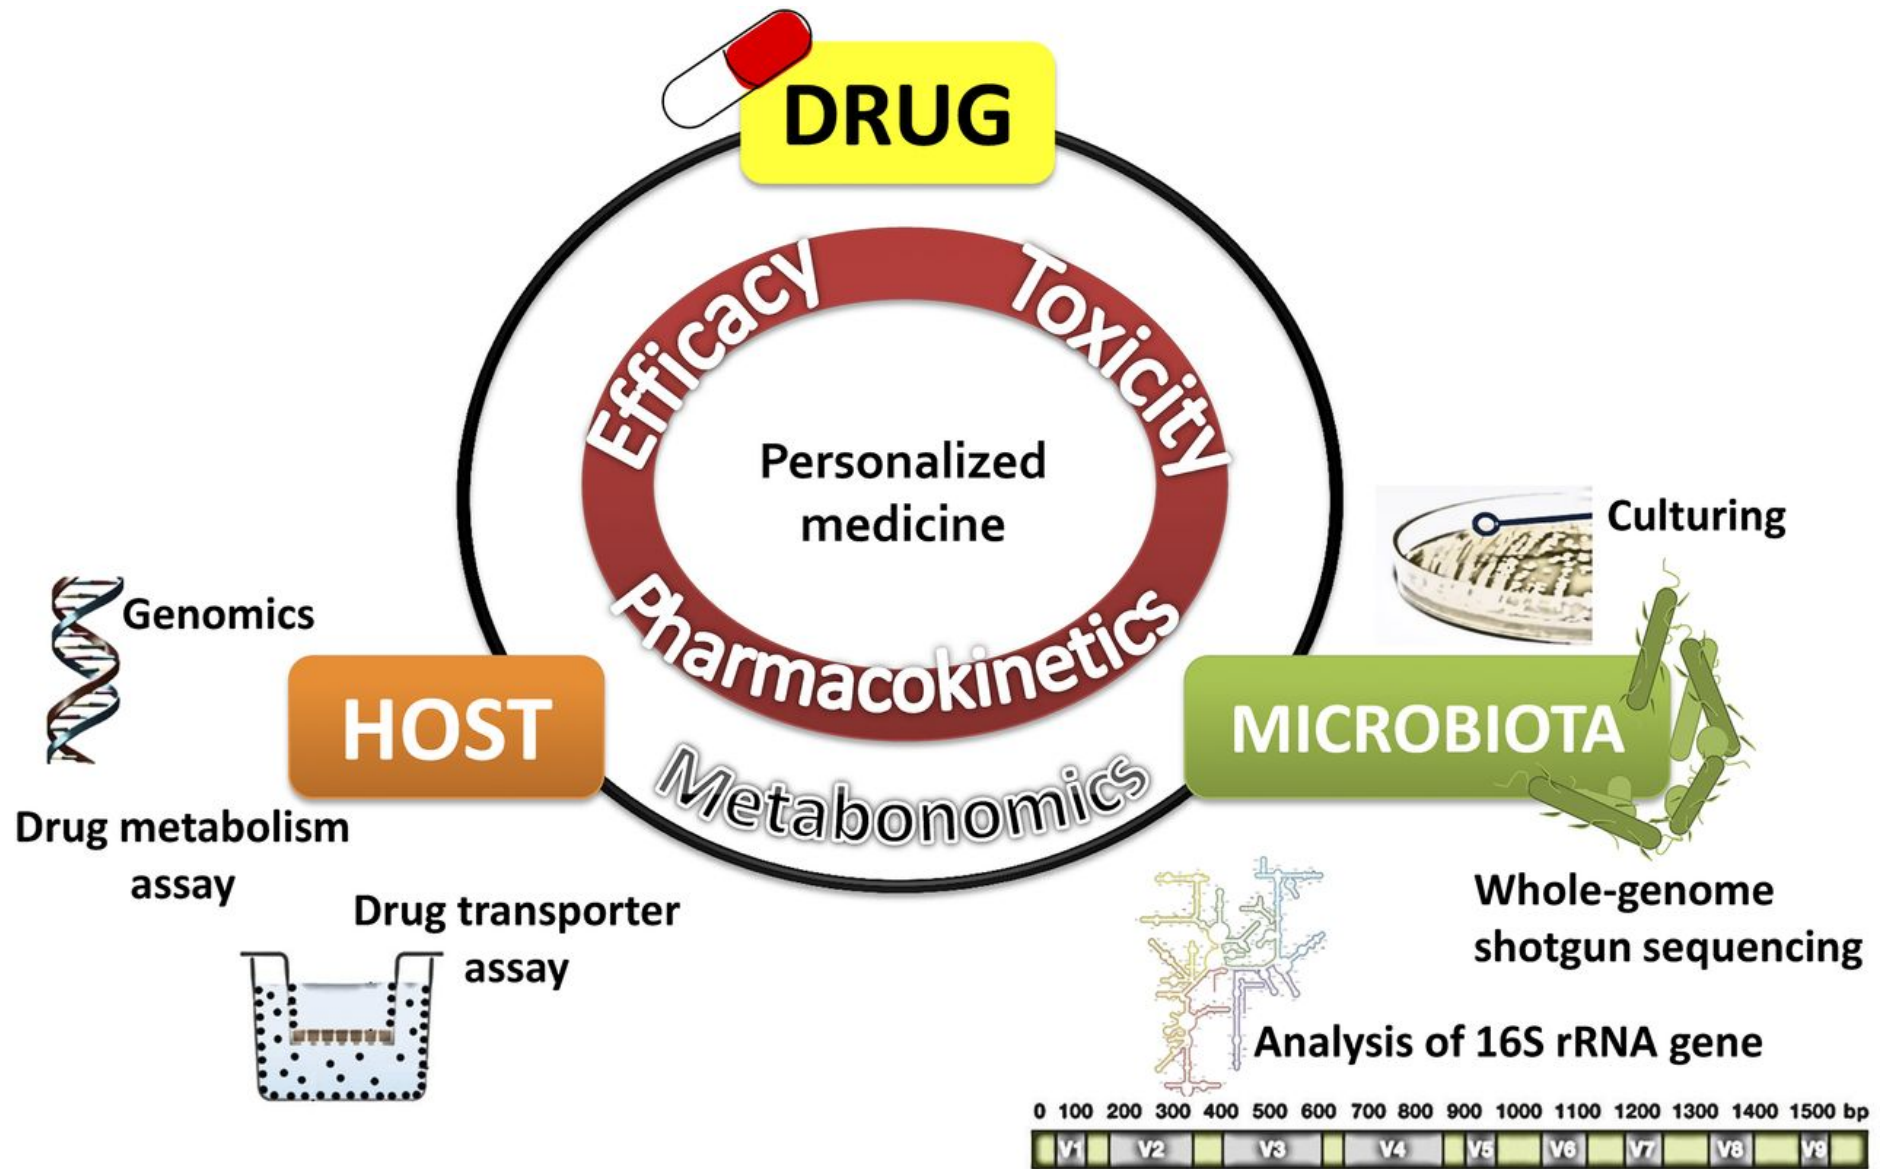 DRUG
Efficacy
Toxicity
Personalized
medicine
Pharmacokinetics
Metabonomics
Genomics
HOST
Drug metabolism
assay
Drug transporter
assay
Culturing
MICROBIOTA
Whole-genome
shotgun sequencing
Analysis of 16S rRNA gene
0 100 200 300 400 500 600 700 800 900 1000 1100 1200 1300 1400 1500 bp
V1 V2 V3 V4 V5 V6 V7 V8 V9